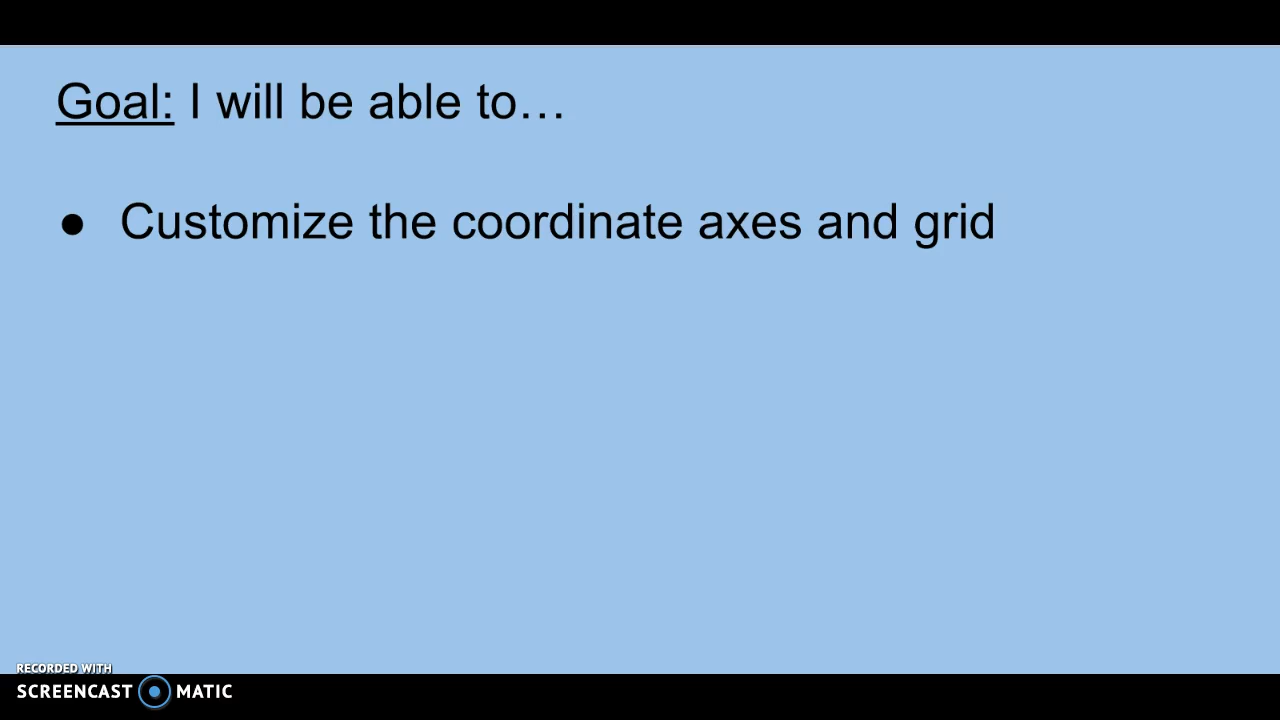 Goal: I will be able to…
● Customize the coordinate axes and grid
RECORDED WITH
SCREENCAST MATIC